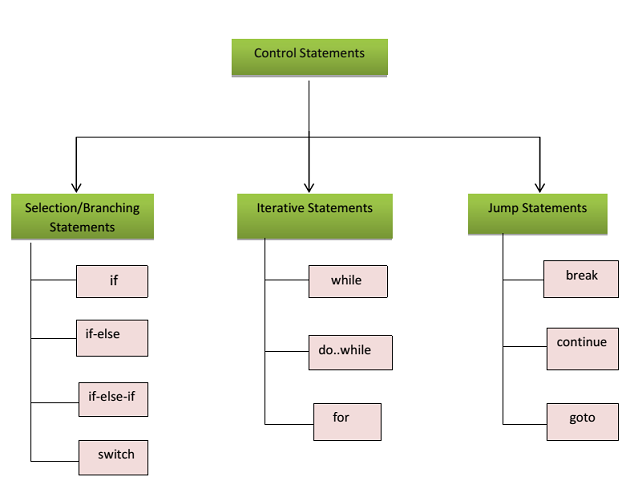 Control Statements
Selection/Branching
Statements
if
if-else
if-else-if
switch
Iterative Statements
while
do..while
for
Jump Statements
break
continue
goto